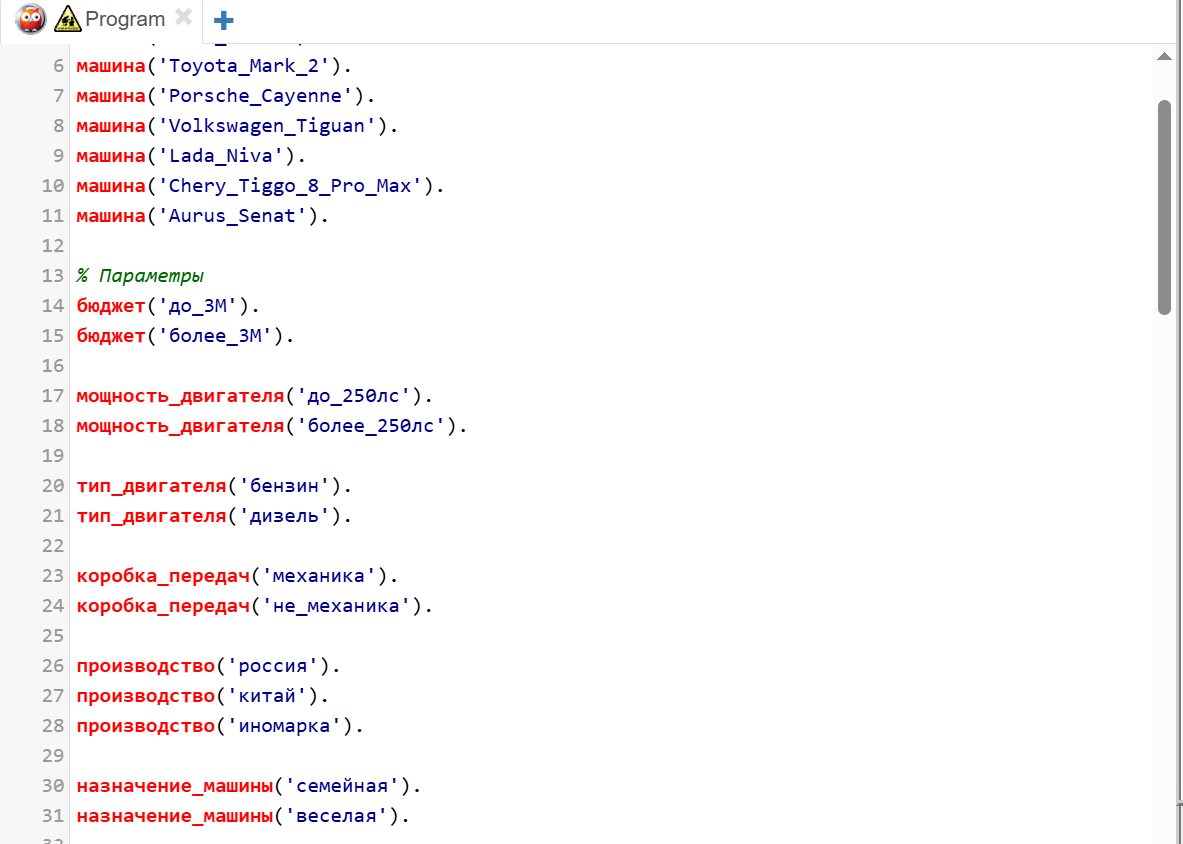 Program
6 машина('Toyota_Mark_2').
7 машина('Porsche_Cayenne').
8 машина('Volkswagen_Tiguan').
9 машина('Lada_Niva').
10 машина('Chery_Tiggo_8_Pro_Max').
11 машина('Aurus_Senat').
12
13 % Параметры
14 бюджет('до_3М').
15 бюджет('более_3М').
16
17 мощность_двигателя('до_250лс').
18 мощность_двигателя('более_250лс').
19
20 тип_двигателя('бензин').
21 тип_двигателя('дизель').
22
23 коробка_передач('механика').
24 коробка_передач('не_механика').
25
26 производство('россия').
27 производство('китай').
28 производство('иномарка').
29
30 назначение_машины('семейная').
31 назначение_машины('веселая').